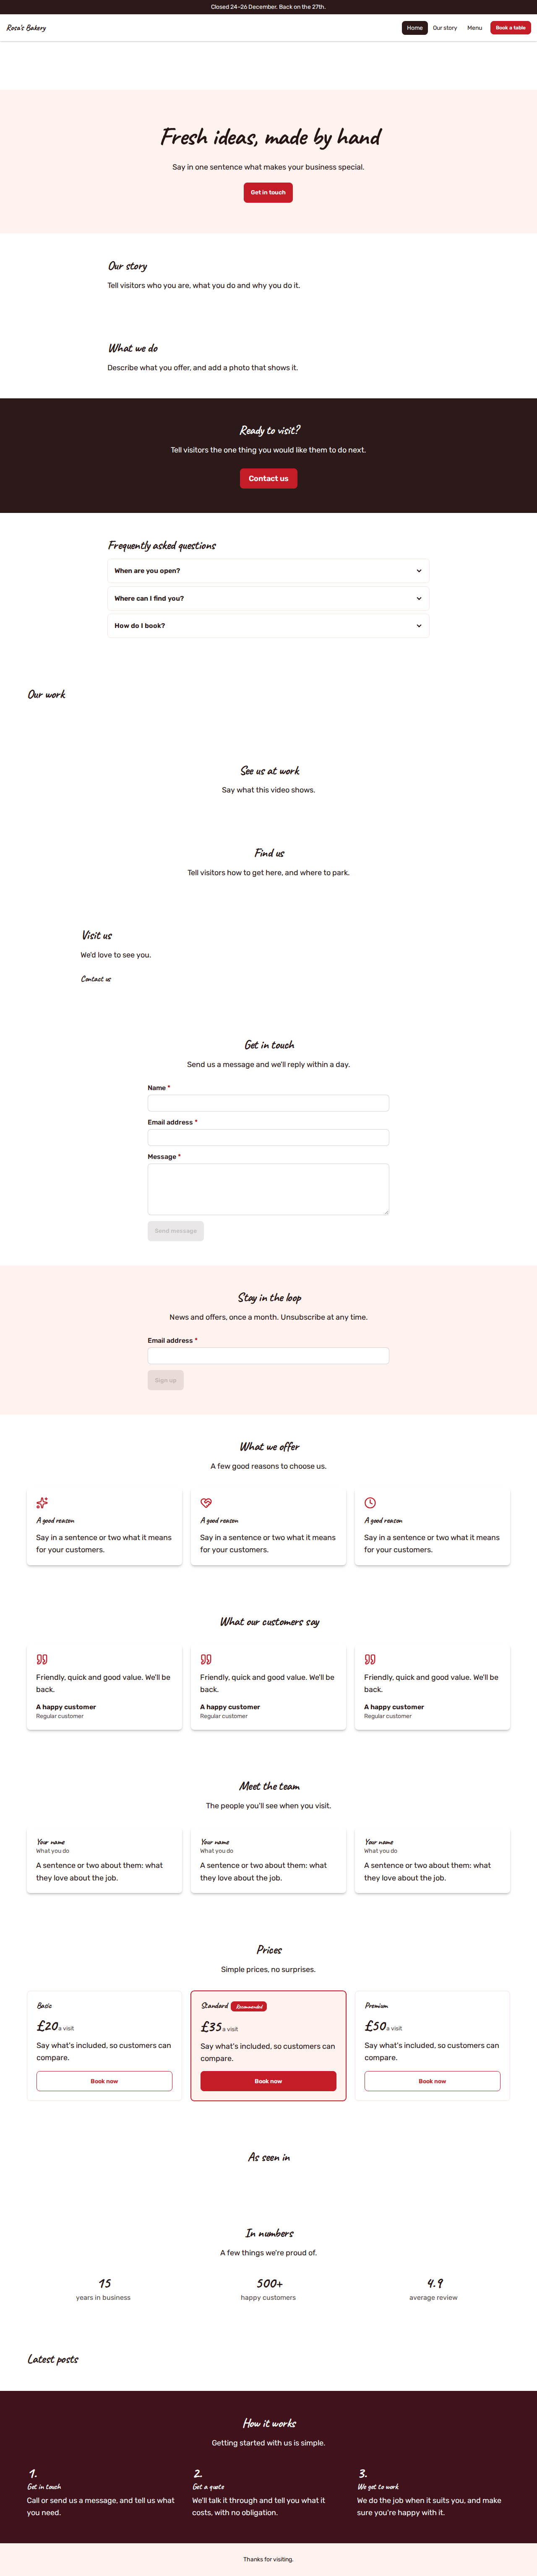 Closed 24–26 December. Back on the 27th.
Rosa's Bakery
Home
Our story
Menu
Book a table
Fresh ideas, made by hand
Say in one sentence what makes your business special.
Get in touch
Our story
Tell visitors who you are, what you do and why you do it.
What we do
Describe what you offer, and add a photo that shows it.
Ready to visit?
Tell visitors the one thing you would like them to do next.
Contact us
Frequently asked questions
When are you open?
Where can I find you?
How do I book?
Our work
See us at work
Say what this video shows.
Find us
Tell visitors how to get here, and where to park.
Visit us
We'd love to see you.
Contact us
Get in touch
Send us a message and we'll reply within a day.
Name *
Email address *
Message *
Send message
Stay in the loop
News and offers, once a month. Unsubscribe at any time.
Email address *
Sign up
What we offer
A few good reasons to choose us.
A good reason
Say in a sentence or two what it means
for your customers.
A good reason
Say in a sentence or two what it means
for your customers.
A good reason
Say in a sentence or two what it means
for your customers.
What our customers say
Friendly, quick and good value. We'll be
back.
A happy customer
Regular customer
Friendly, quick and good value. We'll be
back.
A happy customer
Regular customer
Friendly, quick and good value. We'll be
back.
A happy customer
Regular customer
Meet the team
The people you'll see when you visit.
Your name
What you do
A sentence or two about them: what
they love about the job.
Your name
What you do
A sentence or two about them: what
they love about the job.
Your name
What you do
A sentence or two about them: what
they love about the job.
Prices
Simple prices, no surprises.
Basic
£20 a visit
Say what's included, so customers can
compare.
Book now
Standard Recommended
£35 a visit
Say what's included, so customers can
compare.
Book now
Premium
£50 a visit
Say what's included, so customers can
compare.
Book now
As seen in
In numbers
A few things we're proud of.
15
years in business
500+
happy customers
4.9
average review
Latest posts
How it works
Getting started with us is simple.
1.
Get in touch
Call or send us a message, and tell us what
you need.
2.
Get a quote
We'll talk it through and tell you what it
costs, with no obligation.
3.
We get to work
We do the job when it suits you, and make
sure you're happy with it.
Thanks for visiting.